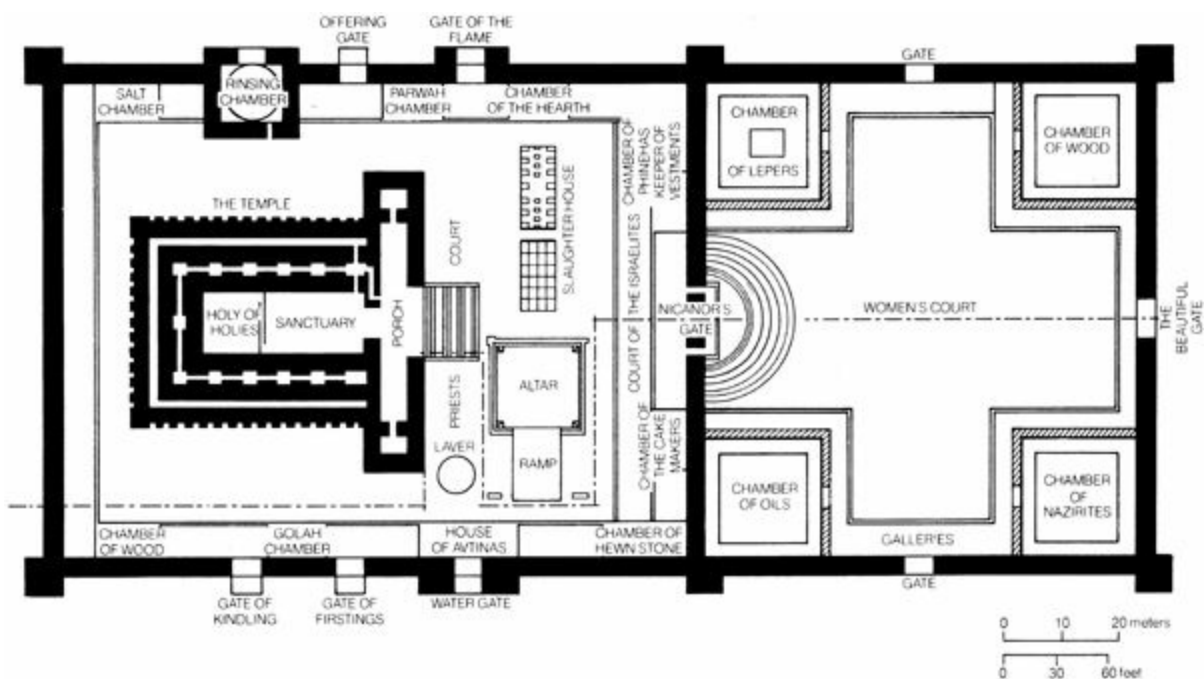 OFFERING
GATE
GATE OF THE
FLAME
GATE
SALT
CHAMBER
RINSING
CHAMBER
PARWAH
CHAMBER
CHAMBER
OF THE HEARTH
CHAMBER OF
PHINEHAS
KEEPER OF
VESTMENTS
CHAMBER
OF LEPERS
CHAMBER
OF WOOD
THE TEMPLE
COURT
SLAUGHTER HOUSE
COURT OF THE ISRAELITES
HOLY OF
HOLIES
SANCTUARY
PORCH
NICANOR'S
GATE
WOMEN'S COURT
THE
BEAUTIFUL
GATE
PRIESTS
ALTAR
LAVER
RAMP
CHAMBER OF
THE CAKE
MAKERS
CHAMBER
OF OILS
CHAMBER
OF
NAZIRITES
CHAMBER
OF WOOD
GOLAH
CHAMBER
HOUSE
OF AVTINAS
CHAMBER OF
HEWN STONE
GALLER'ES
GATE OF
KINDLING
GATE OF
FIRSTINGS
WATER GATE
GATE
0 10 20 meters
0 30 60 feet